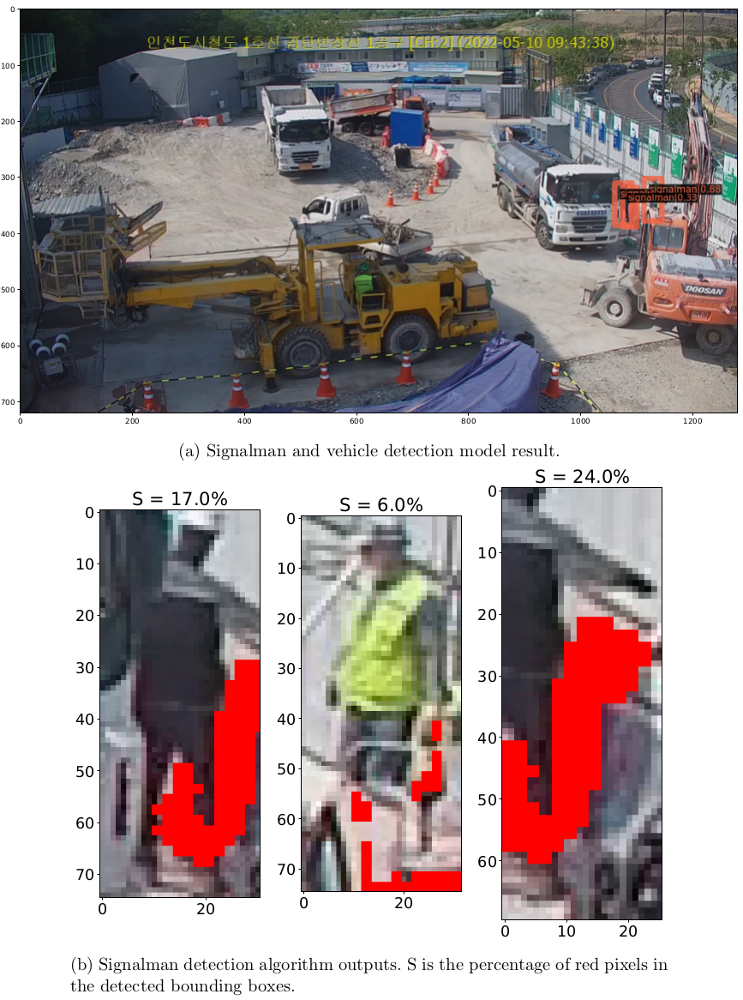 인천도시철도 1호선 검단연장선 1공구 [CH:2] (2022-05-10 09:43:38)
0
100
200
300
400
500
600
700
signalman|0.88
signalman|0.33
DOOSAN
0 200 400 600 800 1000 1200
(a) Signalman and vehicle detection model result.
S = 17.0%
0
10
20
30
40
50
60
70
0 20
S = 6.0%
0
10
20
30
40
50
60
70
0 20
S = 24.0%
0
10
20
30
40
50
60
0 10 20
(b) Signalman detection algorithm outputs. S is the percentage of red pixels in
the detected bounding boxes.